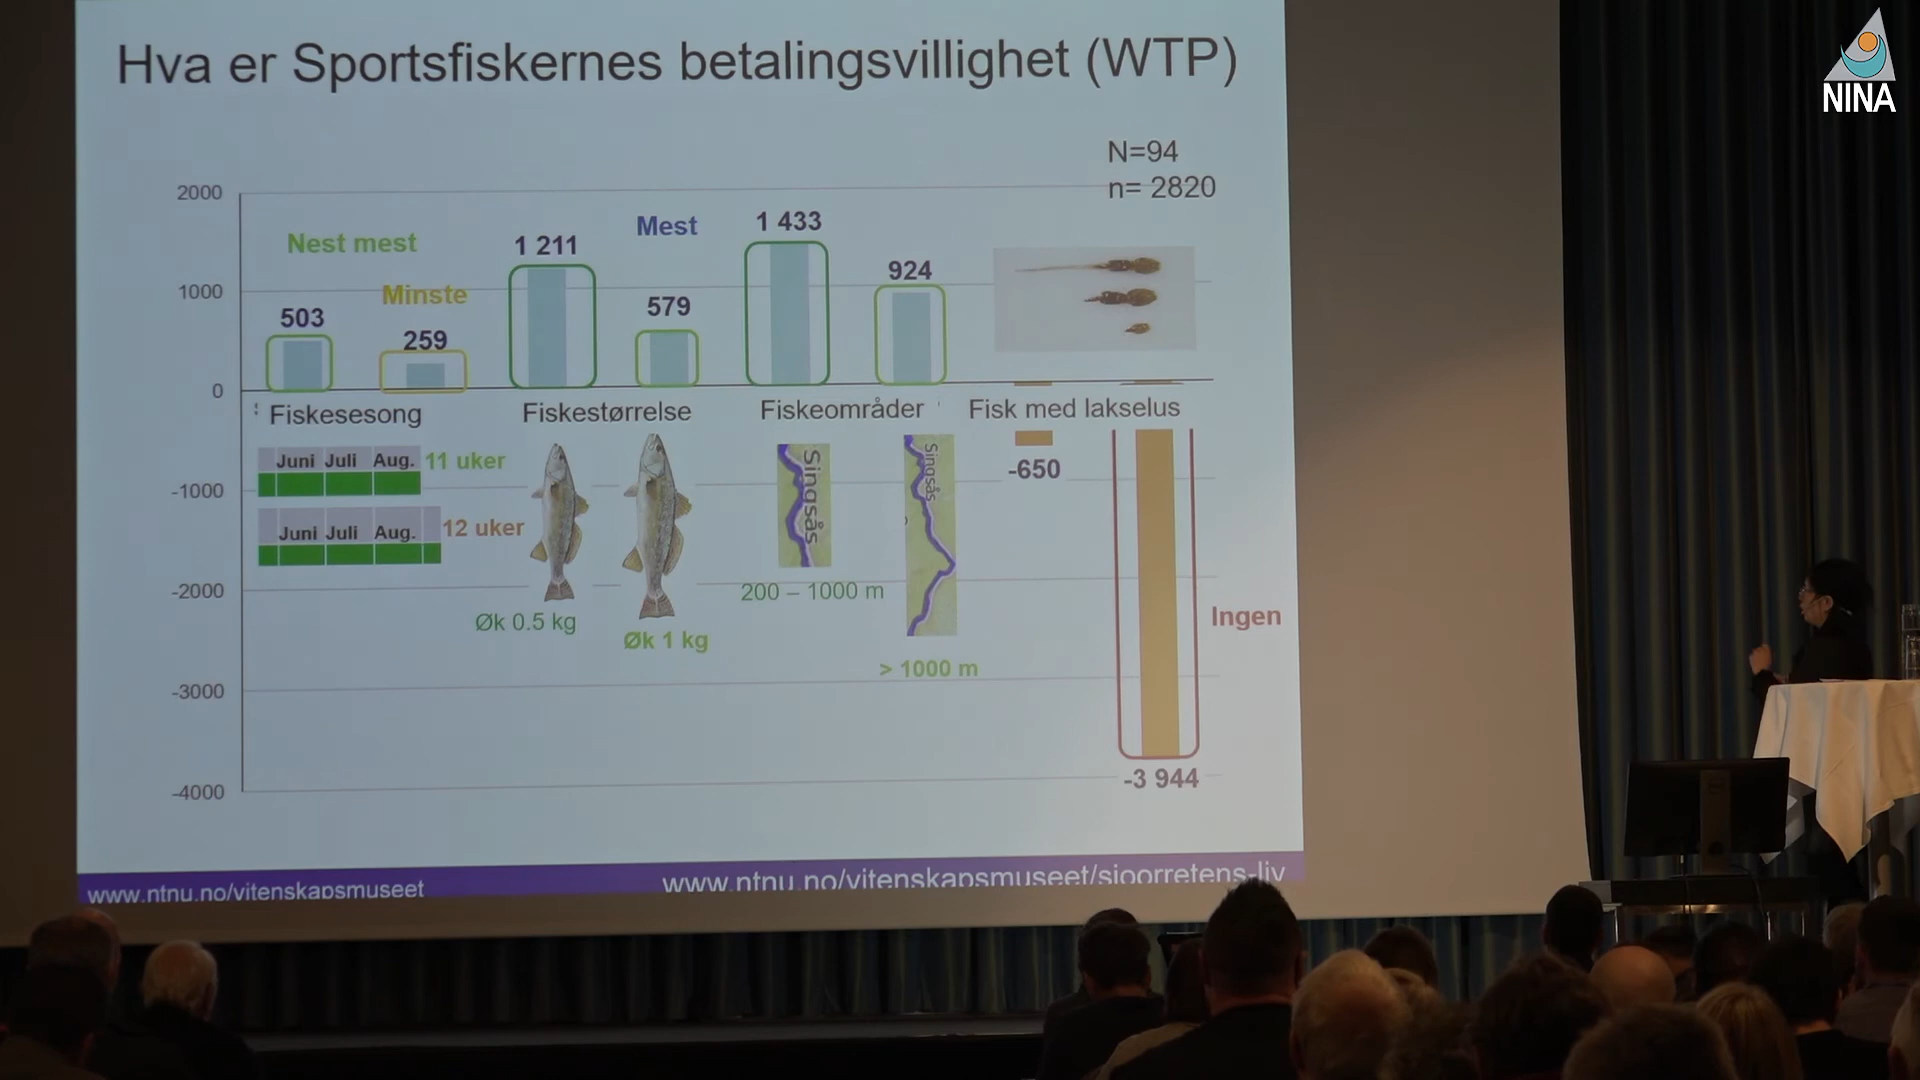 Hva er Sportsfiskernes betalingsvillighet (WTP)
NINA
N=94
n= 2820
2000
1000
0
-1000
-2000
-3000
-4000
Nest mest
Minste
Mest
503
259
1 211
579
1 433
924
Fiskesesong
Fiskestørrelse
Fiskeområder
Fisk med lakselus
Juni Juli Aug. 11 uker
Juni Juli Aug. 12 uker
Øk 0.5 kg
Øk 1 kg
Singsås
200 – 1000 m
Singsås
> 1000 m
-650
-3 944
Ingen
www.ntnu.no/vitenskapsmuseet
www.ntnu.no/vitenskapsmuseet/sjoorretens-liv